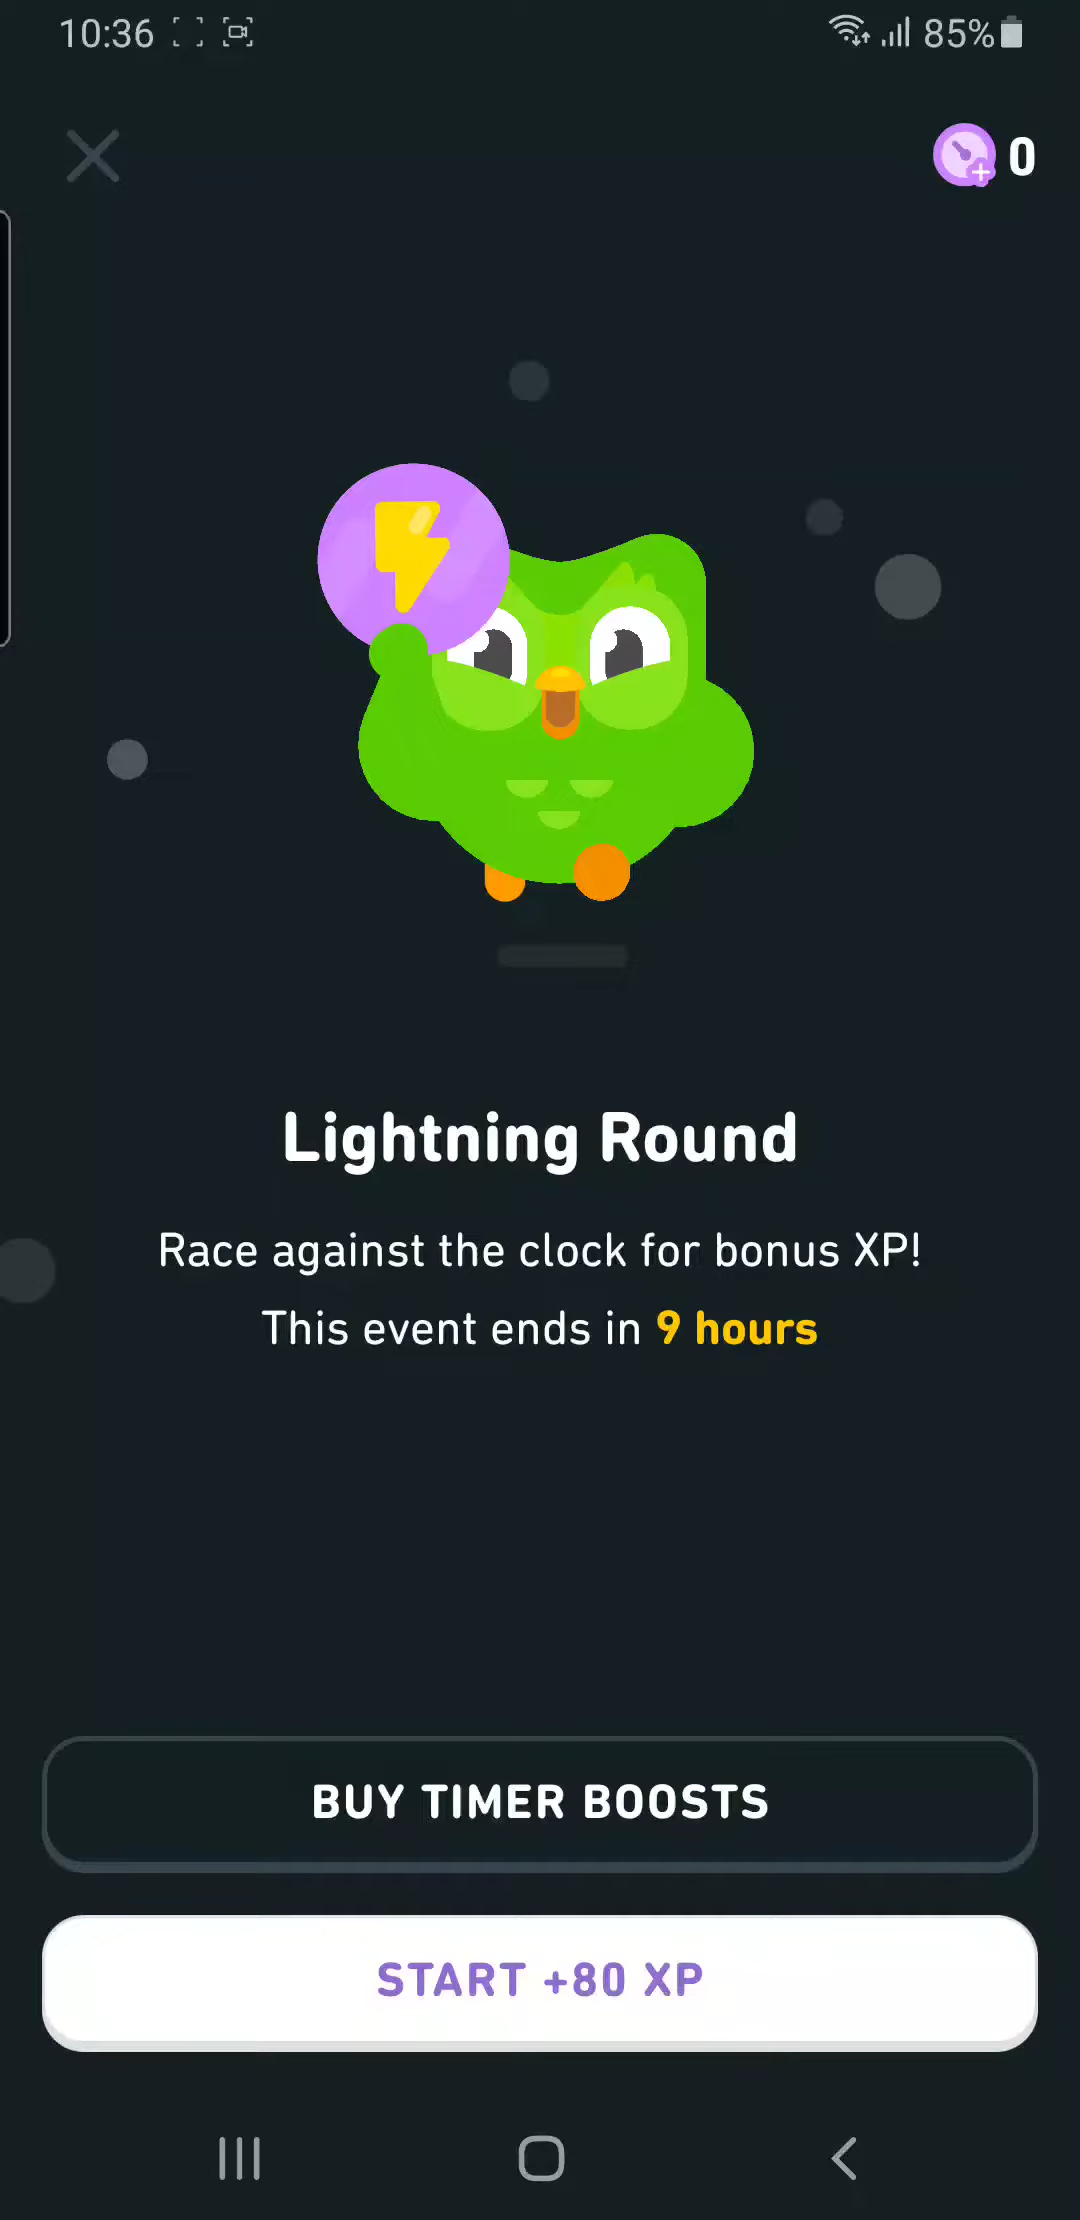 10:36
85%
0
Lightning Round
Race against the clock for bonus XP!
This event ends in 9 hours
BUY TIMER BOOSTS
START +80 XP